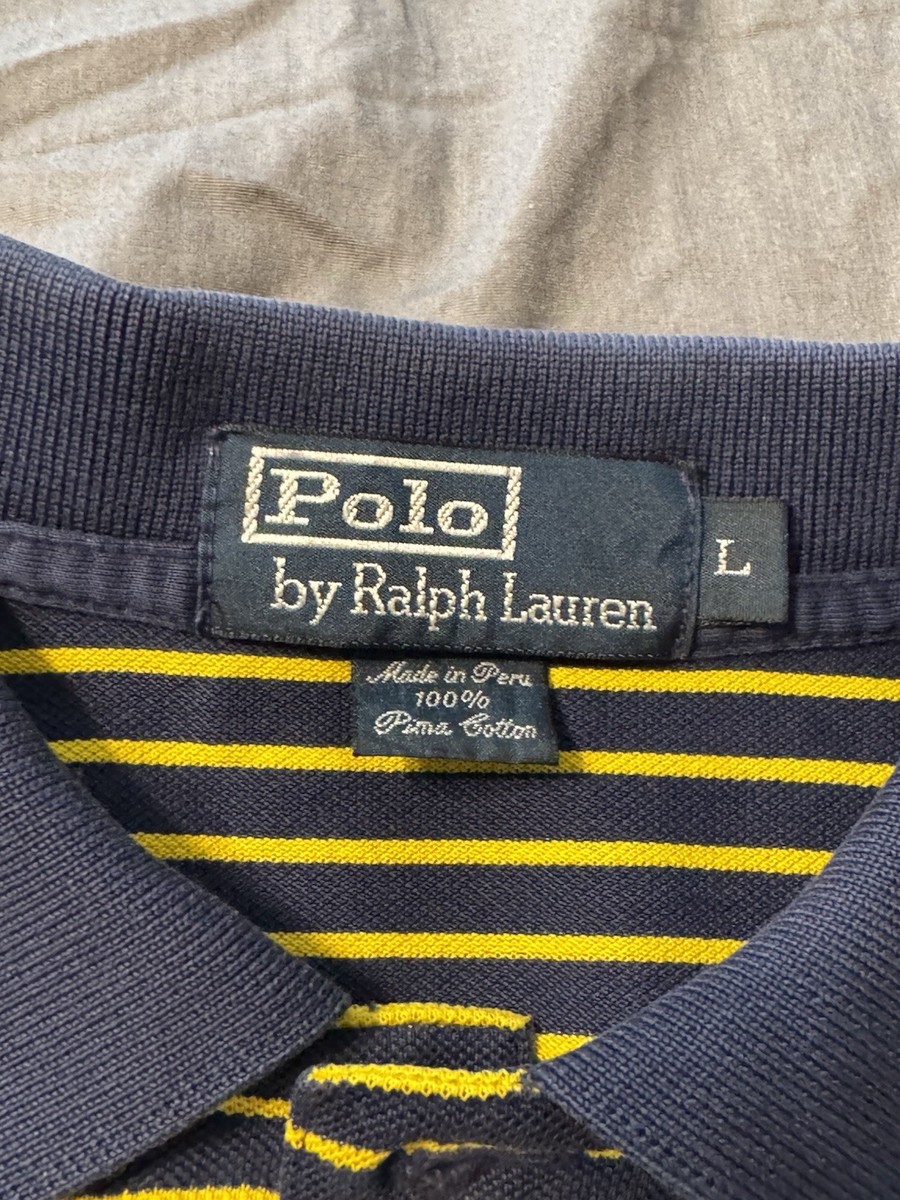 Polo
by Ralph Lauren
L
Made in Peru
100%
Pima Cotton